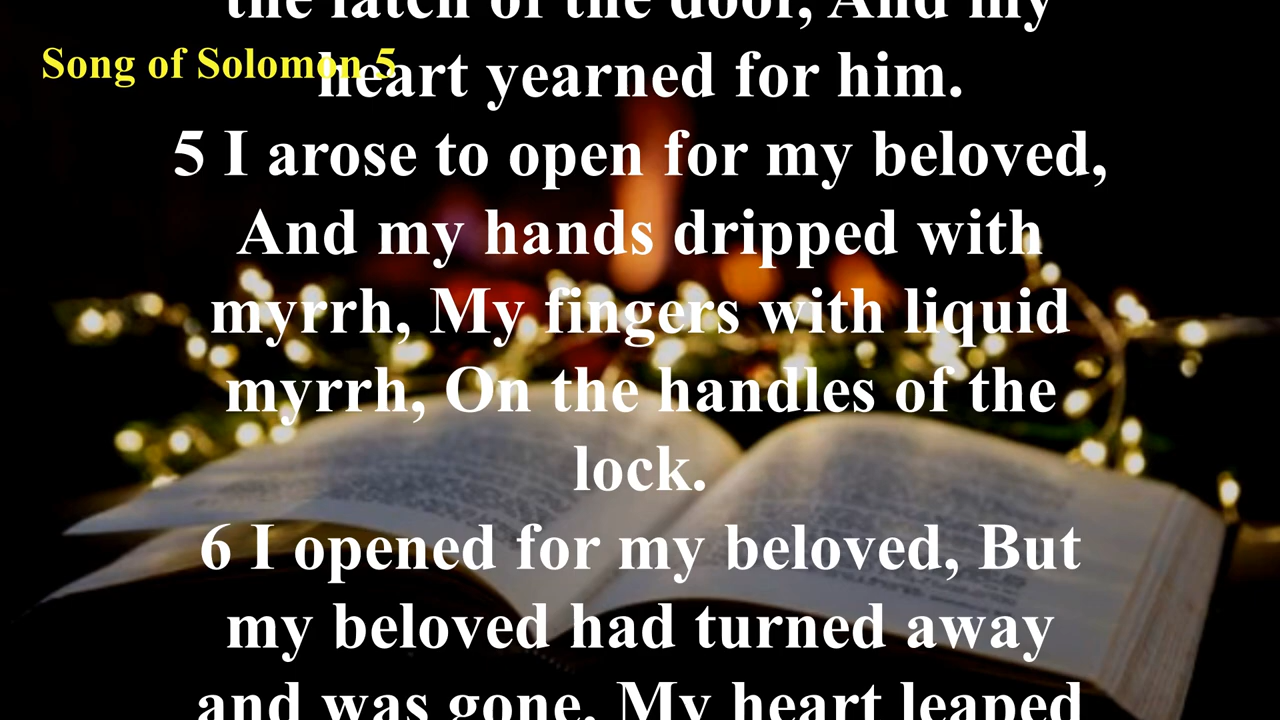 the latch of the door, And my
Song of Solomon 5
heart yearned for him.
5 I arose to open for my beloved,
And my hands dripped with
myrrh, My fingers with liquid
myrrh, On the handles of the
lock.
6 I opened for my beloved, But
my beloved had turned away
and was gone. My heart leaped